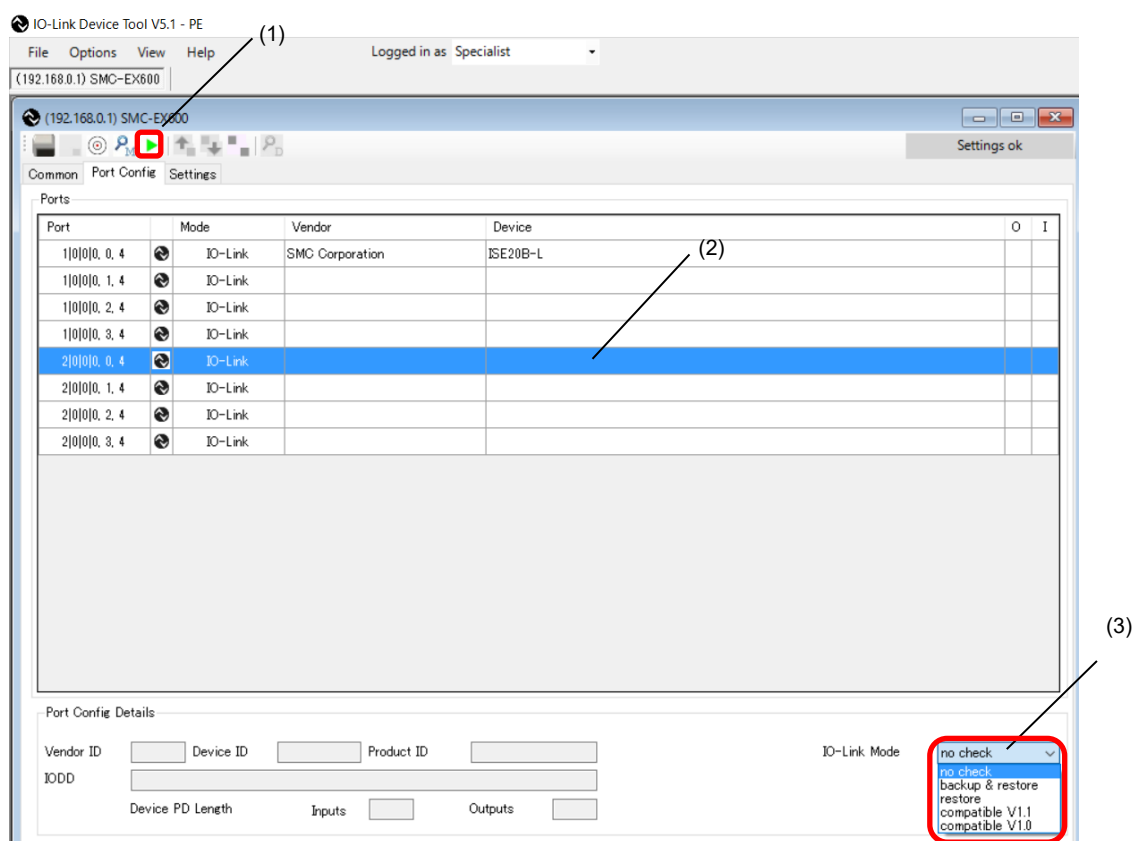 IO-Link Device Tool V5.1 - PE
(1)
File Options View Help Logged in as Specialist
(192.168.0.1) SMC-EX600
(192.168.0.1) SMC-EX600
M D Settings ok
Common Port Config Settings
Ports
Port Mode Vendor Device O I
1|0|0|0, 0, 4 IO-Link SMC Corporation ISE20B-L
(2)
1|0|0|0, 1, 4 IO-Link
1|0|0|0, 2, 4 IO-Link
1|0|0|0, 3, 4 IO-Link
2|0|0|0, 0, 4 IO-Link
2|0|0|0, 1, 4 IO-Link
2|0|0|0, 2, 4 IO-Link
2|0|0|0, 3, 4 IO-Link
(3)
Port Config Details
Vendor ID Device ID Product ID IO-Link Mode no check
IODD no check
backup & restore
restore
Device PD Length Inputs Outputs compatible V1.1
compatible V1.0